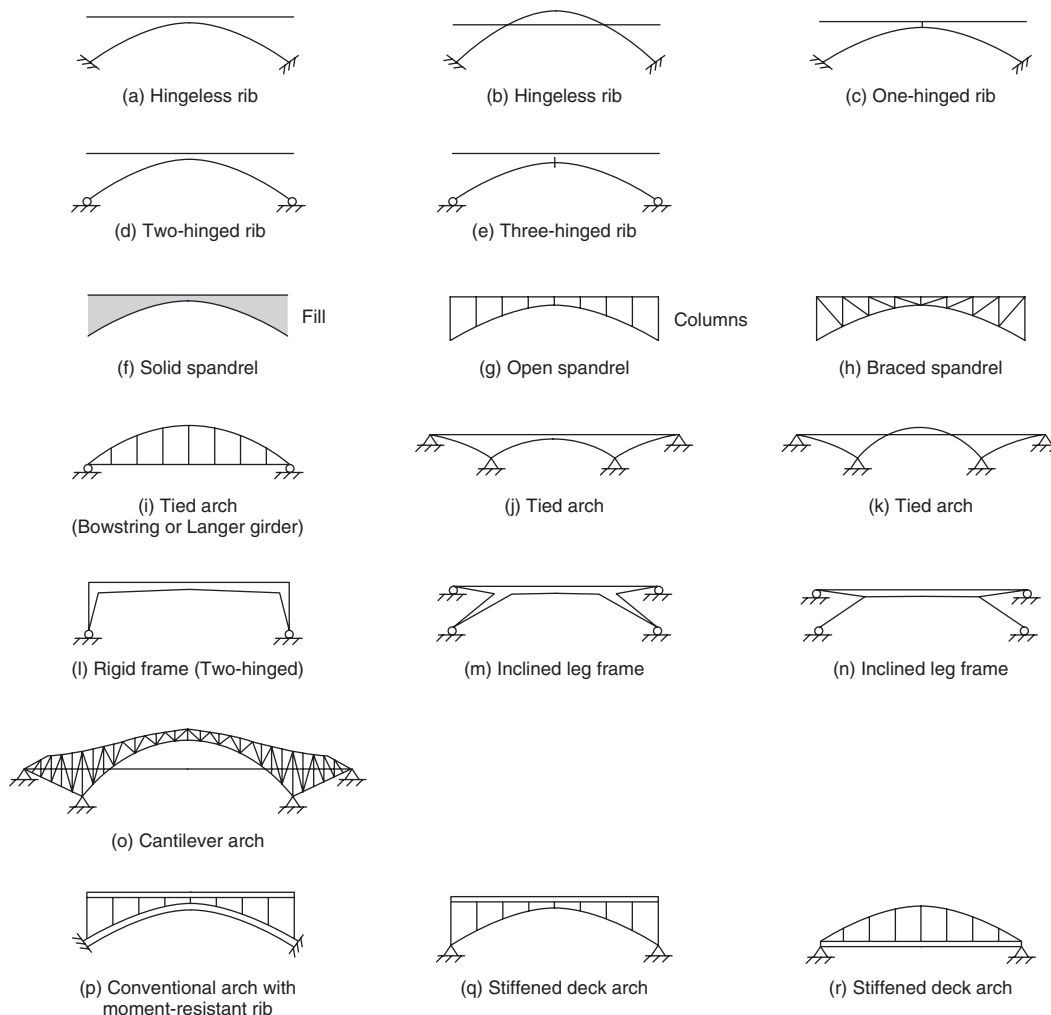 (a) Hingeless rib
(b) Hingeless rib
(c) One-hinged rib
(d) Two-hinged rib
(e) Three-hinged rib
Fill
Columns
(f) Solid spandrel
(g) Open spandrel
(h) Braced spandrel
(i) Tied arch
(Bowstring or Langer girder)
(j) Tied arch
(k) Tied arch
(l) Rigid frame (Two-hinged)
(m) Inclined leg frame
(n) Inclined leg frame
(o) Cantilever arch
(p) Conventional arch with
moment-resistant rib
(q) Stiffened deck arch
(r) Stiffened deck arch